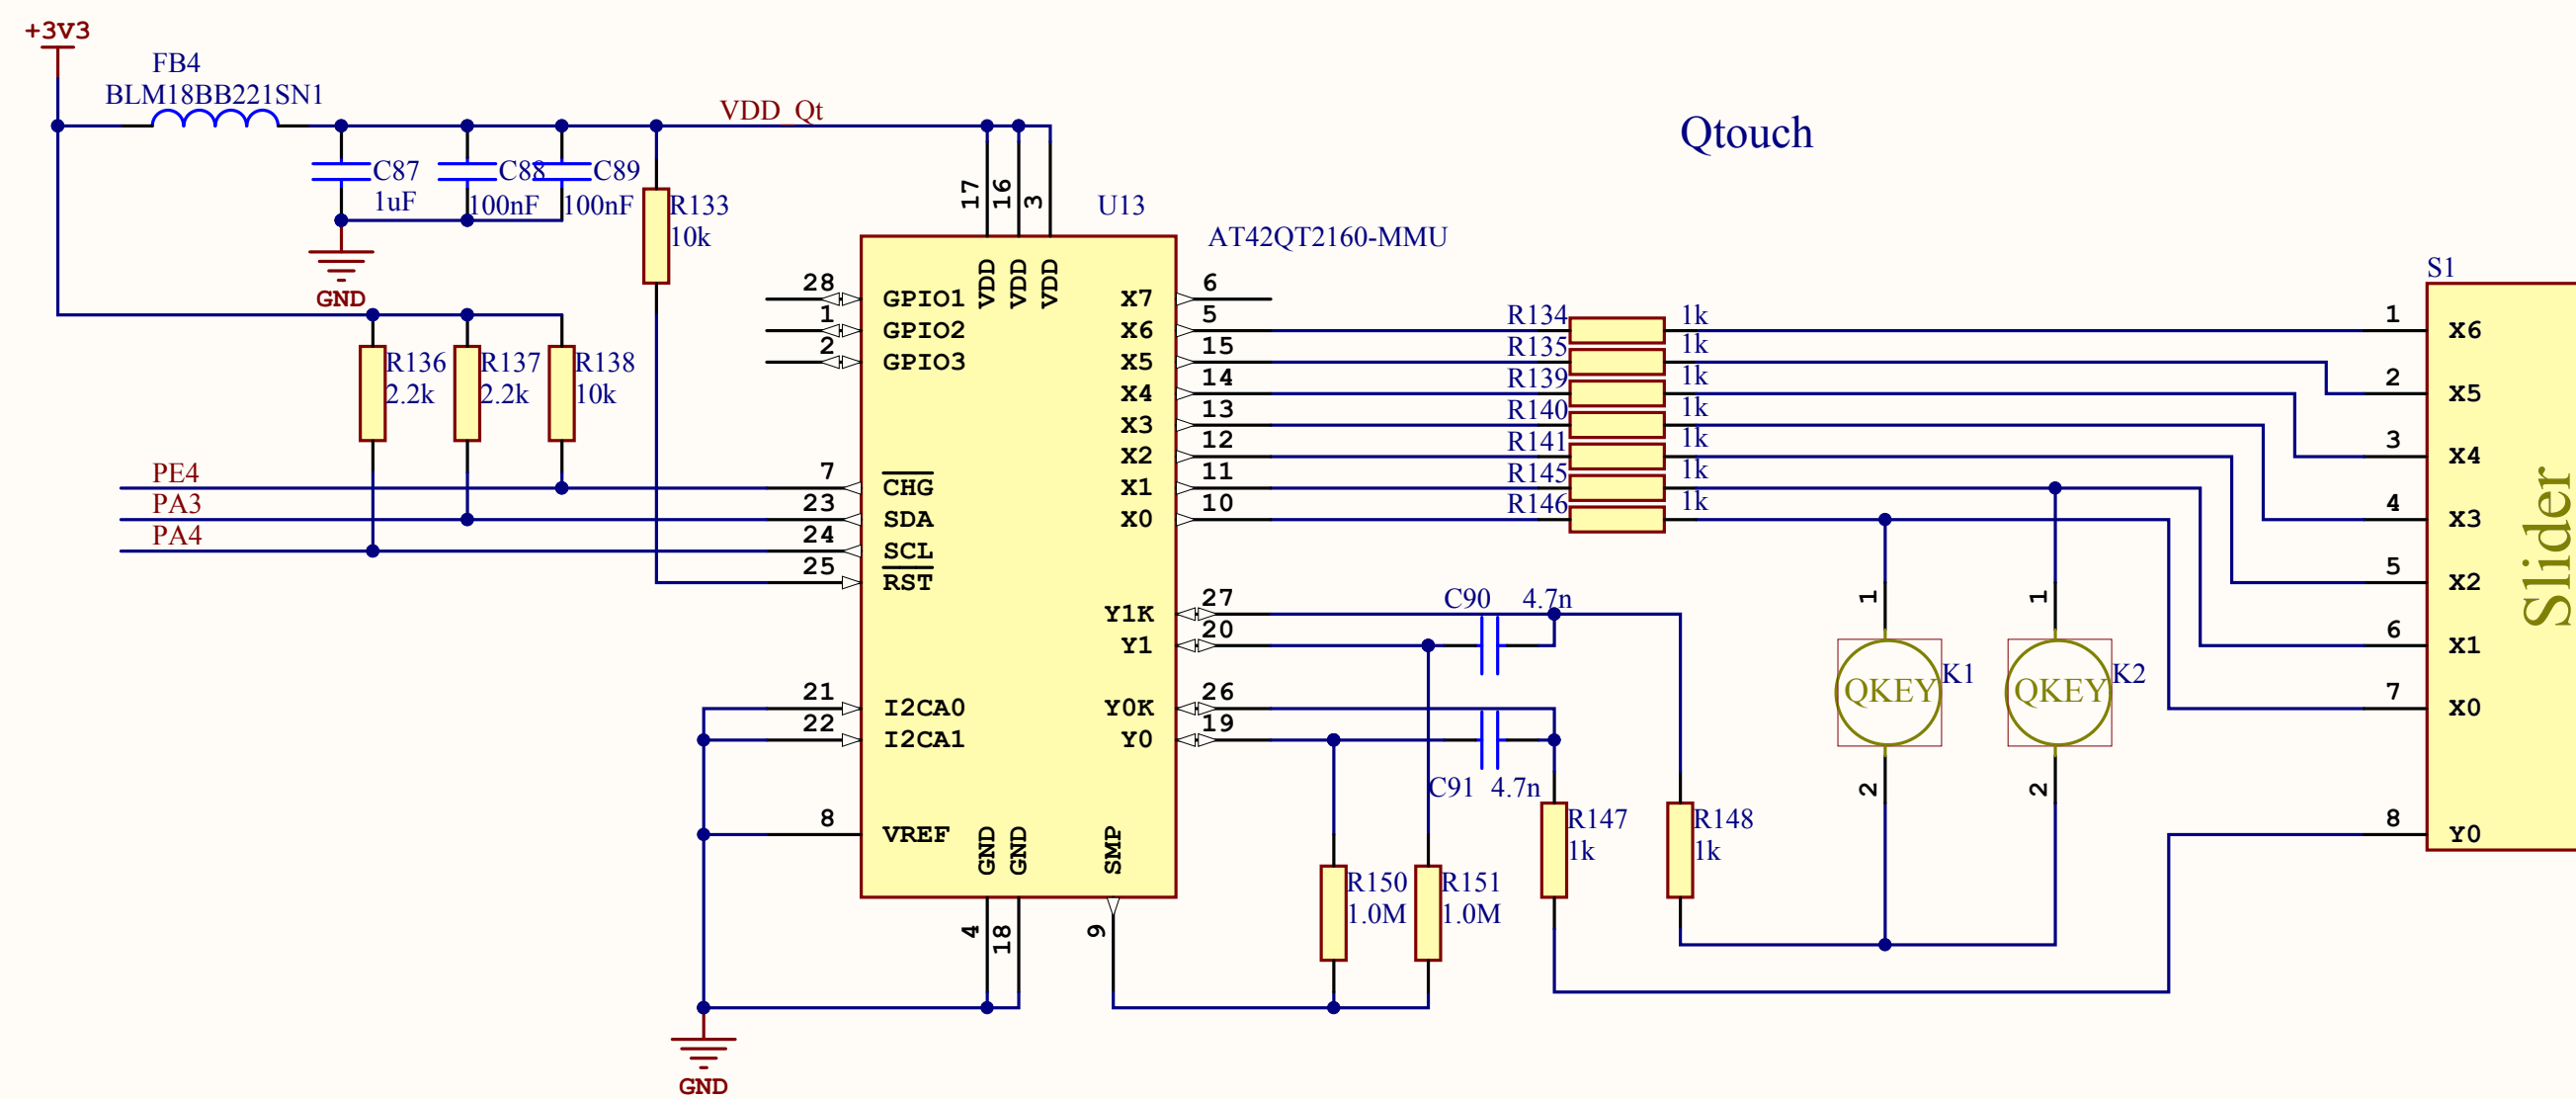 +3V3
FB4
BLM18BB221SN1
VDD_Qt
Qtouch
C87
1uF
C88
100nF
C89
100nF
R133
10k
GND
17
16
3
U13
AT42QT2160-MMU
VDD
VDD
VDD
28
GPIO1
1
GPIO2
2
GPIO3
X7
6
X6
5
X5
15
X4
14
X3
13
X2
12
X1
11
X0
10
R134
1k
R135
1k
R139
1k
R140
1k
R141
1k
R145
1k
R146
1k
S1
1
X6
2
X5
3
X4
4
X3
5
X2
6
X1
7
X0
8
Y0
Slider
R136
2.2k
R137
2.2k
R138
10k
PE4
7
CHG
PA3
23
SDA
PA4
24
SCL
25
RST
Y1K
27
Y1
20
C90
4.7n
21
I2CA0
22
I2CA1
Y0K
26
Y0
19
C91
4.7n
1
QKEY
K1
2
1
QKEY
K2
2
8
VREF
GND
GND
SMP
4
18
9
R150
1.0M
R151
1.0M
R147
1k
R148
1k
GND